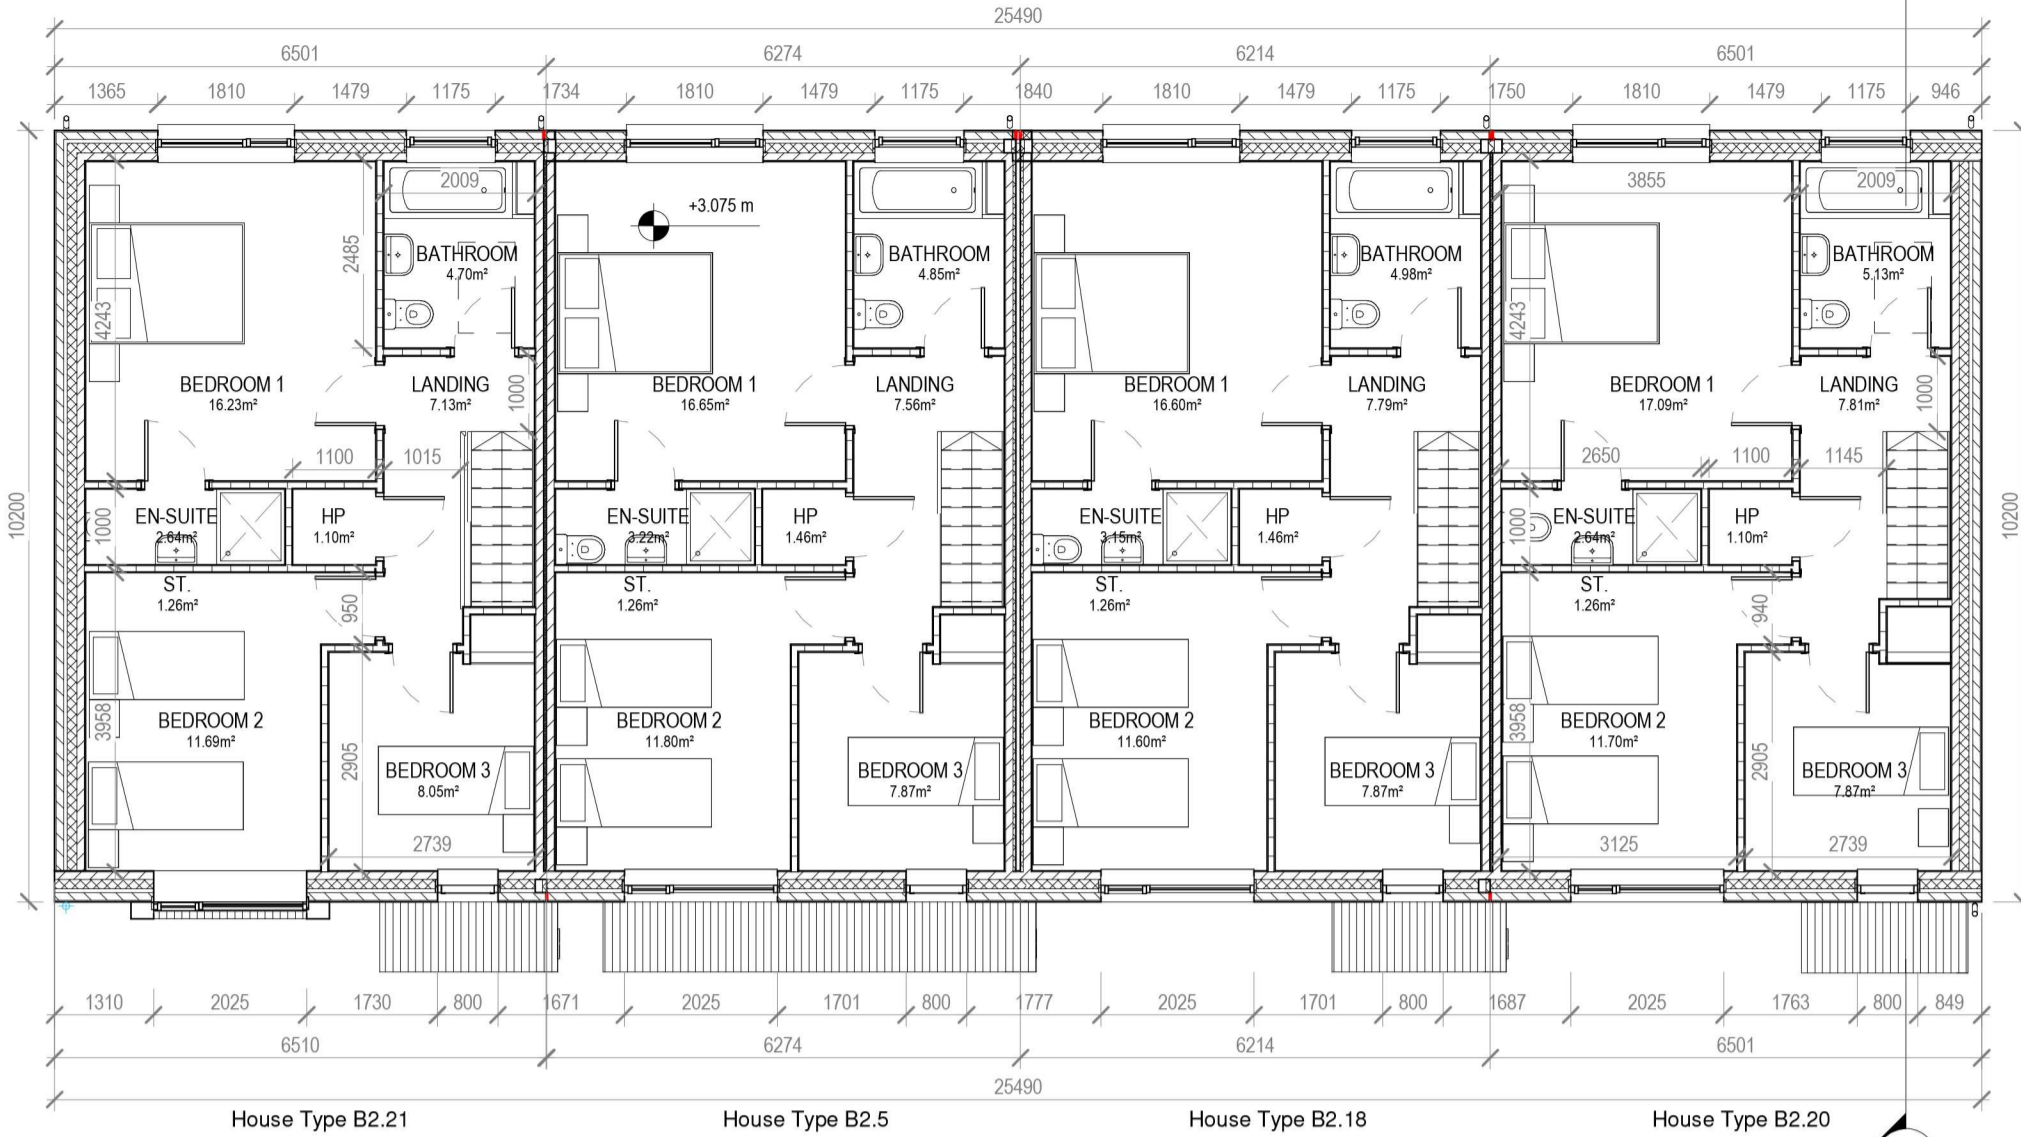 25490
6501 6274 6214 6501
1365 1810 1479 1175 1734 1810 1479 1175 1840 1810 1479 1175 1750 1810 1479 1175 946
2009 3855 2009
+3.075 m
2485
BATHROOM BATHROOM BATHROOM BATHROOM
4.70m² 4.85m² 4.98m² 5.13m²
4243 4243
BEDROOM 1 LANDING BEDROOM 1 LANDING BEDROOM 1 LANDING BEDROOM 1 LANDING
16.23m² 7.13m² 16.65m² 7.56m² 16.60m² 7.79m² 17.09m² 7.81m²
1000 1000
1100 1015 2650 1100 1145
10200 10200
1000 1000
EN-SUITE HP EN-SUITE HP EN-SUITE HP EN-SUITE HP
2.64m² 1.10m² 3.22m² 1.46m² 3.15m² 1.46m² 2.64m² 1.10m²
ST. ST. ST. ST.
1.26m² 1.26m² 1.26m² 1.26m²
950 940
3958 3958
BEDROOM 2 BEDROOM 2 BEDROOM 2 BEDROOM 2
11.69m² 11.80m² 11.60m² 11.70m²
2905 2905
BEDROOM 3 BEDROOM 3 BEDROOM 3 BEDROOM 3
8.05m² 7.87m² 7.87m² 7.87m²
2739 3125 2739
1310 2025 1730 800 1671 2025 1701 800 1777 2025 1701 800 1687 2025 1763 800 849
6510 6274 6214 6501
25490
House Type B2.21 House Type B2.5 House Type B2.18 House Type B2.20